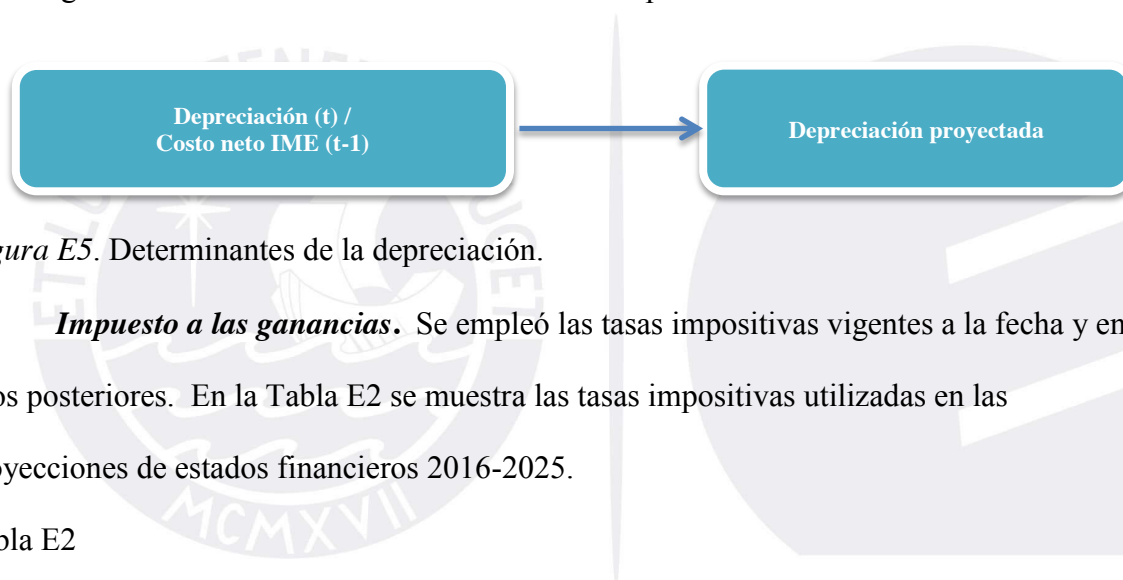 Depreciación (t) /
Costo neto IME (t-1)
Depreciación proyectada
gura E5. Determinantes de la depreciación.
Impuesto a las ganancias. Se empleó las tasas impositivas vigentes a la fecha y en
os posteriores. En la Tabla E2 se muestra las tasas impositivas utilizadas en las
oyecciones de estados financieros 2016-2025.
bla E2
MCMXVII